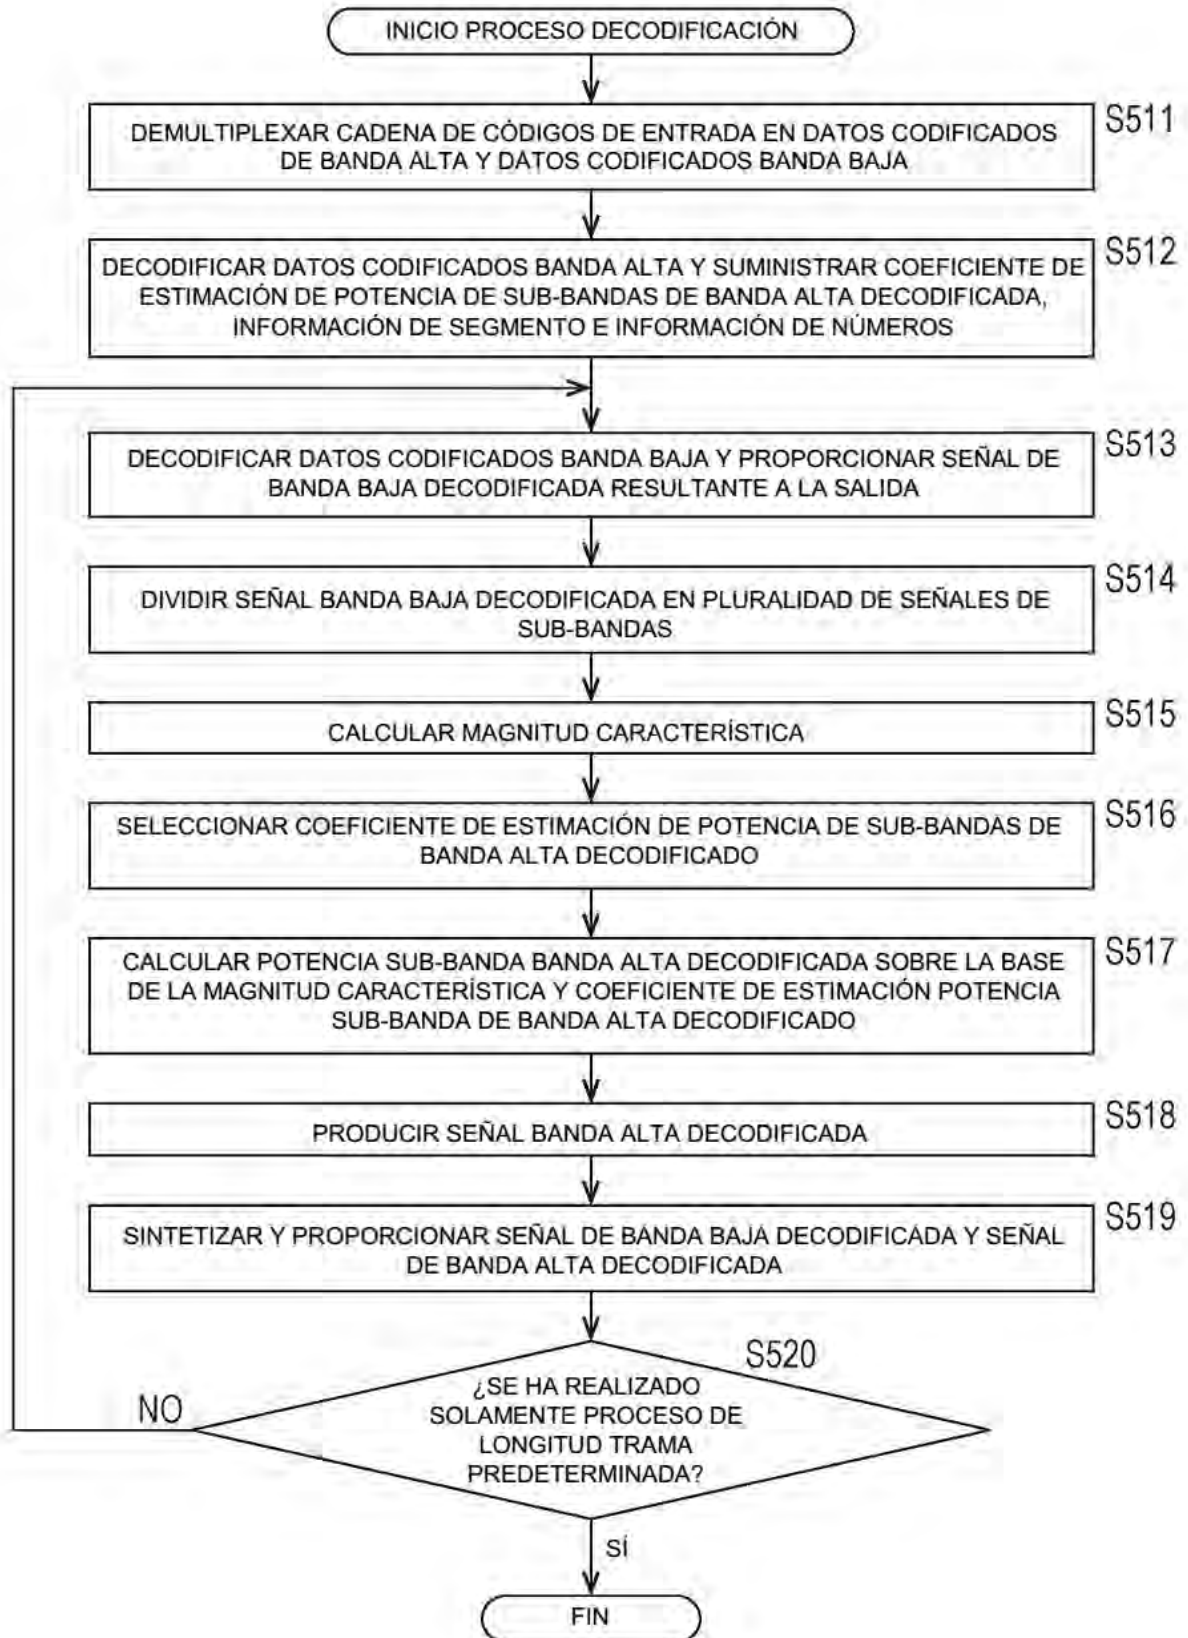 INICIO PROCESO DECODIFICACIÓN
S511
DEMULTIPLEXAR CADENA DE CÓDIGOS DE ENTRADA EN DATOS CODIFICADOS
DE BANDA ALTA Y DATOS CODIFICADOS BANDA BAJA
S512
DECODIFICAR DATOS CODIFICADOS BANDA ALTA Y SUMINISTRAR COEFICIENTE DE
ESTIMACIÓN DE POTENCIA DE SUB-BANDAS DE BANDA ALTA DECODIFICADA,
INFORMACIÓN DE SEGMENTO E INFORMACIÓN DE NÚMEROS
S513
DECODIFICAR DATOS CODIFICADOS BANDA BAJA Y PROPORCIONAR SEÑAL DE
BANDA BAJA DECODIFICADA RESULTANTE A LA SALIDA
S514
DIVIDIR SEÑAL BANDA BAJA DECODIFICADA EN PLURALIDAD DE SEÑALES DE
SUB-BANDAS
S515
CALCULAR MAGNITUD CARACTERÍSTICA
S516
SELECCIONAR COEFICIENTE DE ESTIMACIÓN DE POTENCIA DE SUB-BANDAS DE
BANDA ALTA DECODIFICADO
S517
CALCULAR POTENCIA SUB-BANDA BANDA ALTA DECODIFICADA SOBRE LA BASE
DE LA MAGNITUD CARACTERÍSTICA Y COEFICIENTE DE ESTIMACIÓN POTENCIA
SUB-BANDA DE BANDA ALTA DECODIFICADO
S518
PRODUCIR SEÑAL BANDA ALTA DECODIFICADA
S519
SINTETIZAR Y PROPORCIONAR SEÑAL DE BANDA BAJA DECODIFICADA Y SEÑAL
DE BANDA ALTA DECODIFICADA
S520
¿SE HA REALIZADO
SOLAMENTE PROCESO DE
LONGITUD TRAMA
PREDETERMINADA?
NO
SÍ
FIN